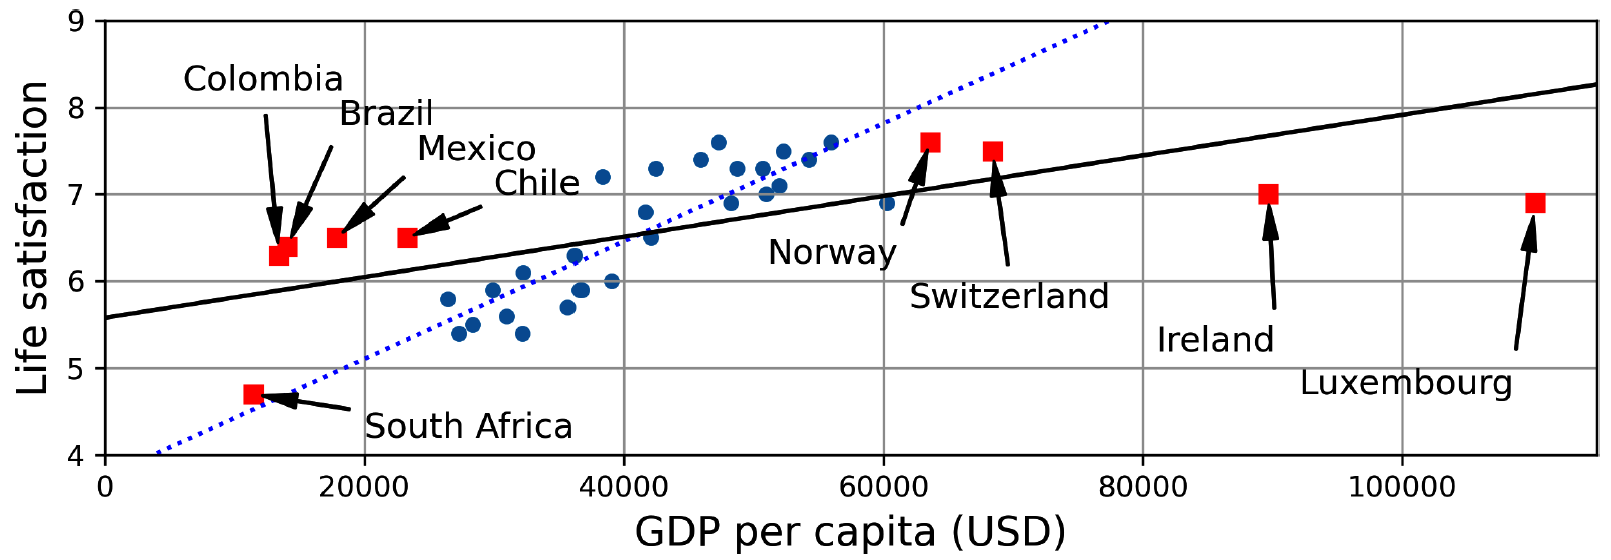 9
8
7
6
5
4
Life satisfaction
Colombia
Brazil
Mexico
Chile
Norway
Switzerland
Ireland
Luxembourg
South Africa
0 20000 40000 60000 80000 100000
GDP per capita (USD)